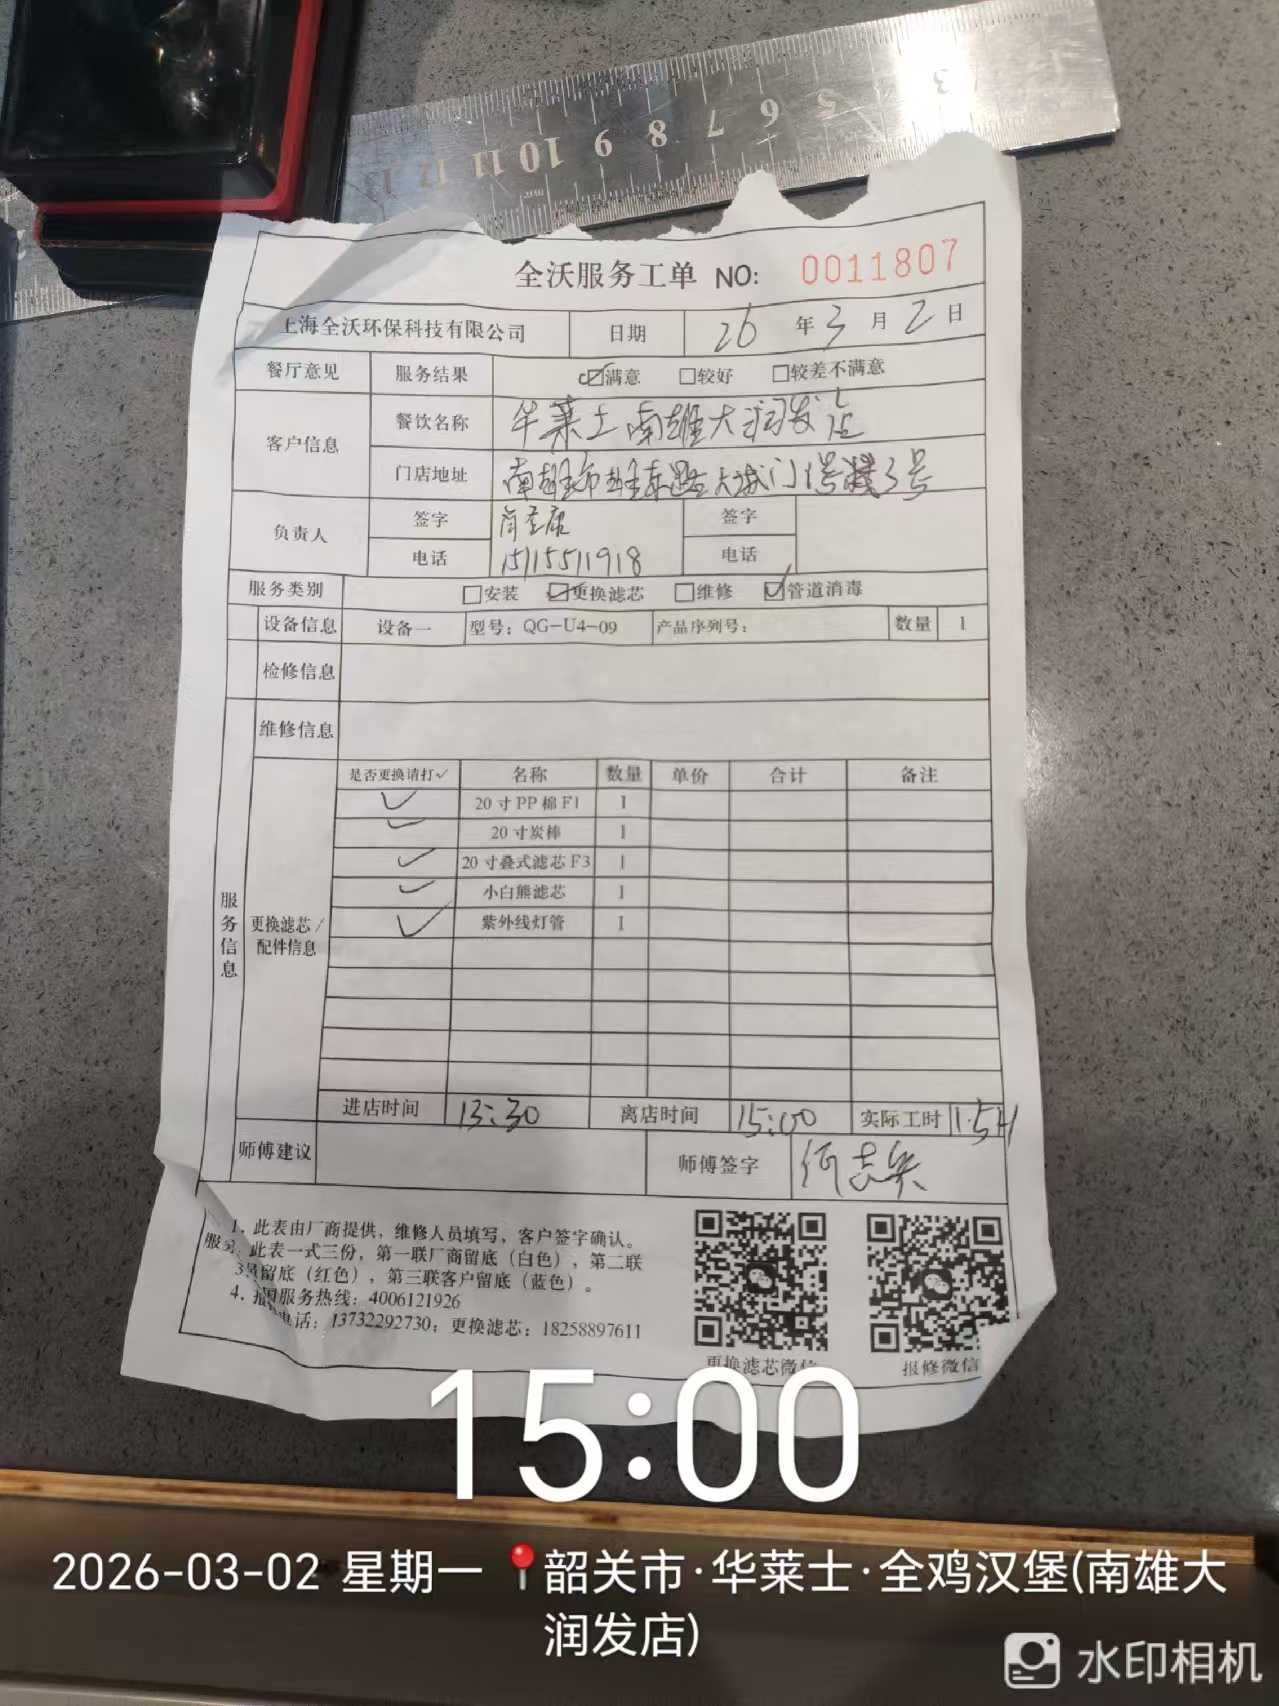 13 12 11 10 9 8 7 6 5 3
全沃服务工单 NO: 0011807
上海全沃环保科技有限公司 日期 26 年 3 月 2 日
餐厅意见 服务结果 ☑满意 □较好 □较差不满意
客户信息 餐饮名称 华莱士南雄大润发店
门店地址 南雄市雄东路大城门1号楼3号
负责人 签字 签字
电话 15115511918 电话
服务类别 □安装 ☑更换滤芯 □维修 ☑管道消毒
设备信息 设备一 型号：QG-U4-09 产品序列号： 数量 1
检修信息
维修信息
服务信息
更换滤芯/配件信息
是否更换请打✓ 名称 数量 单价 合计 备注
✓ 20寸PP棉F1 1
✓ 20寸炭棒 1
✓ 20寸叠式滤芯F3 1
✓ 小白熊滤芯 1
✓ 紫外线灯管 1
进店时间 13:30 离店时间 15:00 实际工时 1.5H
师傅建议 师傅签字
1. 此表由厂商提供，维修人员填写，客户签字确认。
此表一式三份，第一联厂商留底（白色），第二联
留底（红色），第三联客户留底（蓝色）。
4. 服务热线：4006121926
电话：13732292730；更换滤芯：18258897611
更换滤芯微信 报修微信
15:00
2026-03-02 星期一 韶关市·华莱士·全鸡汉堡(南雄大
润发店)
水印相机